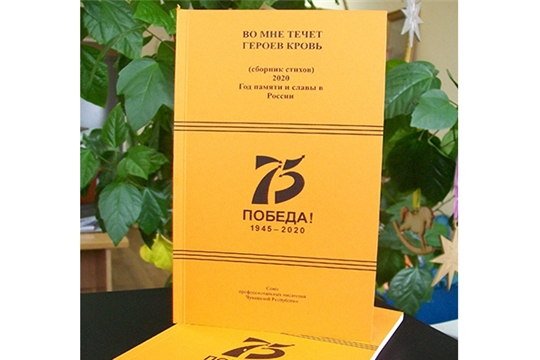 ВО МНЕ ТЕЧЕТ
ГЕРОЕВ КРОВЬ
(сборник стихов)
2020
Год памяти и славы в
России
75
ПОБЕДА!
1945–2020
Союз
профессиональных писателей
Чувашской Республики
75